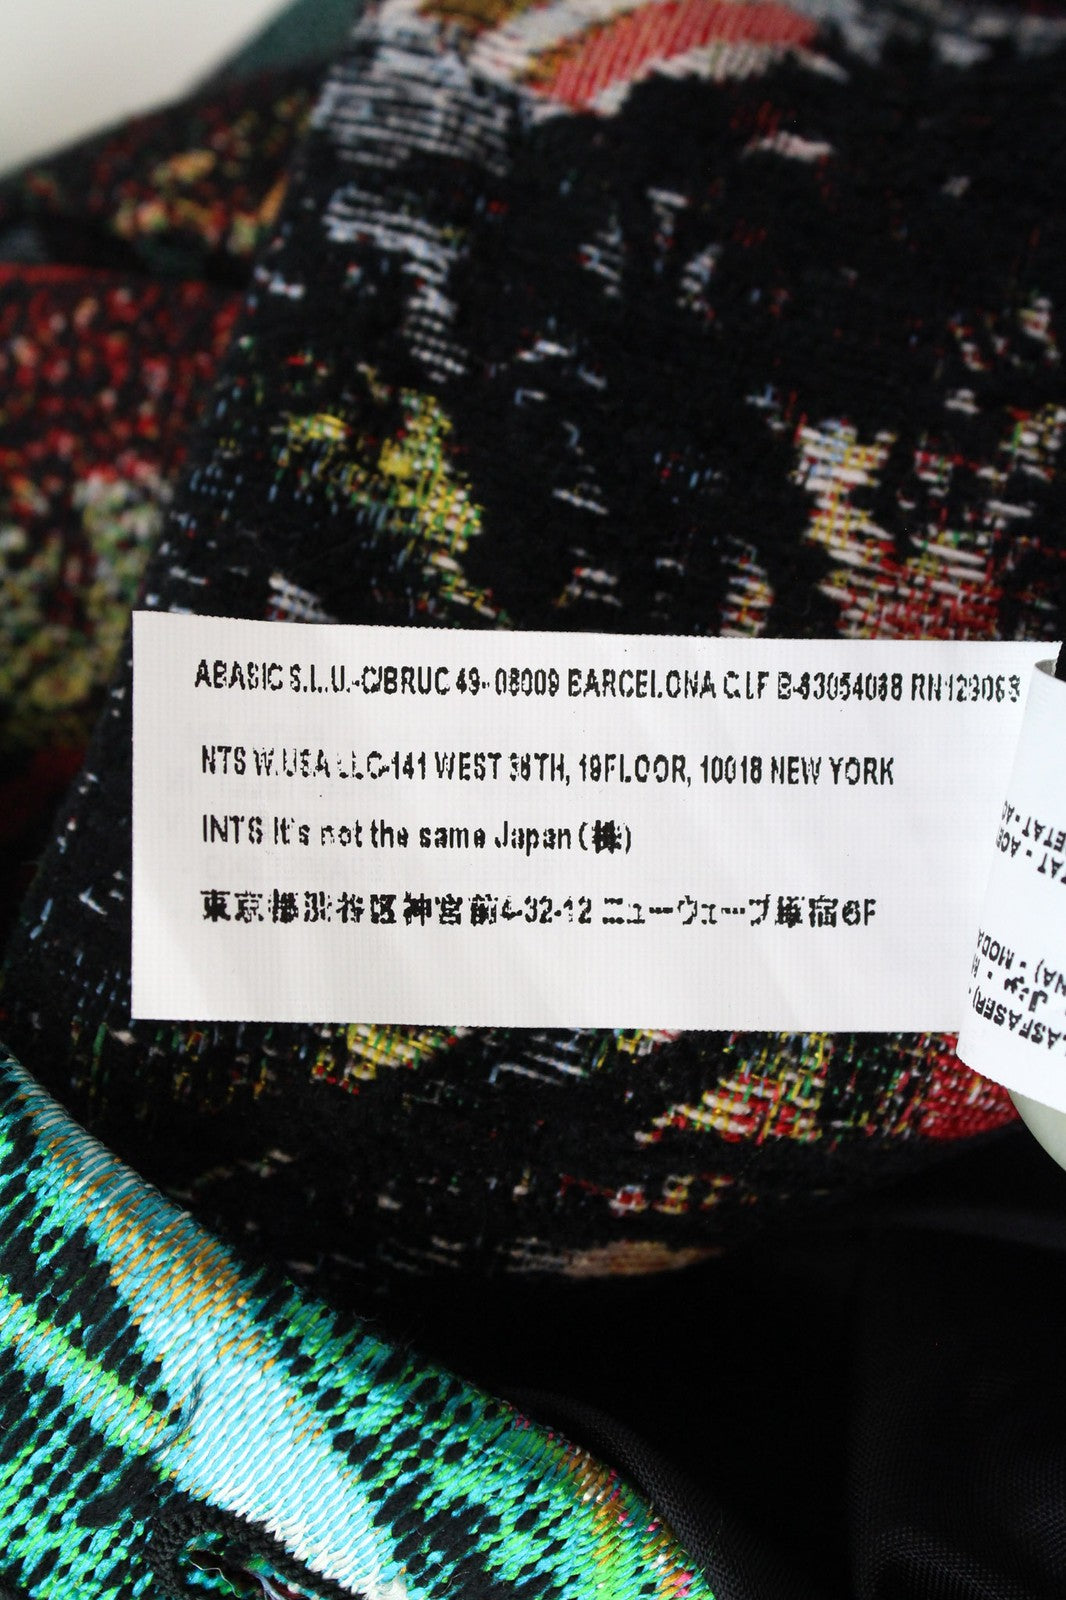 ABASIC S.L.U.-C/BRUC 49- 08009 BARCELONA C.I.F B-63054068
NTS W.USA LLC-141 WEST 36TH, 19FLOOR, 10018 NEW YORK
INTS It's not the same Japan (株)
東京都渋谷区神宮前4-32-12 ニューウェーブ原宿6F